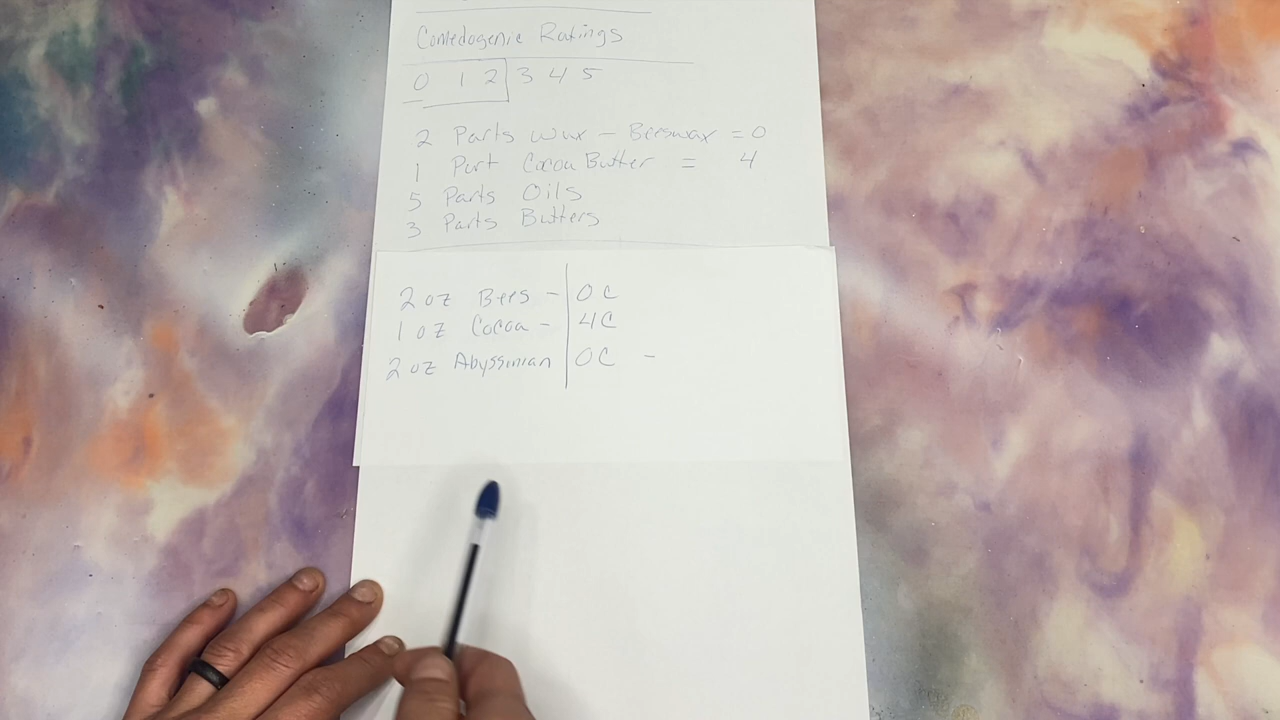 Comedogenic Ratings
0 1 2 3 4 5
2 Parts wax - Beeswax = 0
1 Part Cocoa Butter = 4
5 Parts Oils
3 Parts Butters
2 oz Bees - 0 C
1 oz Cocoa - 4 C
2 oz Abyssinian 0 C -